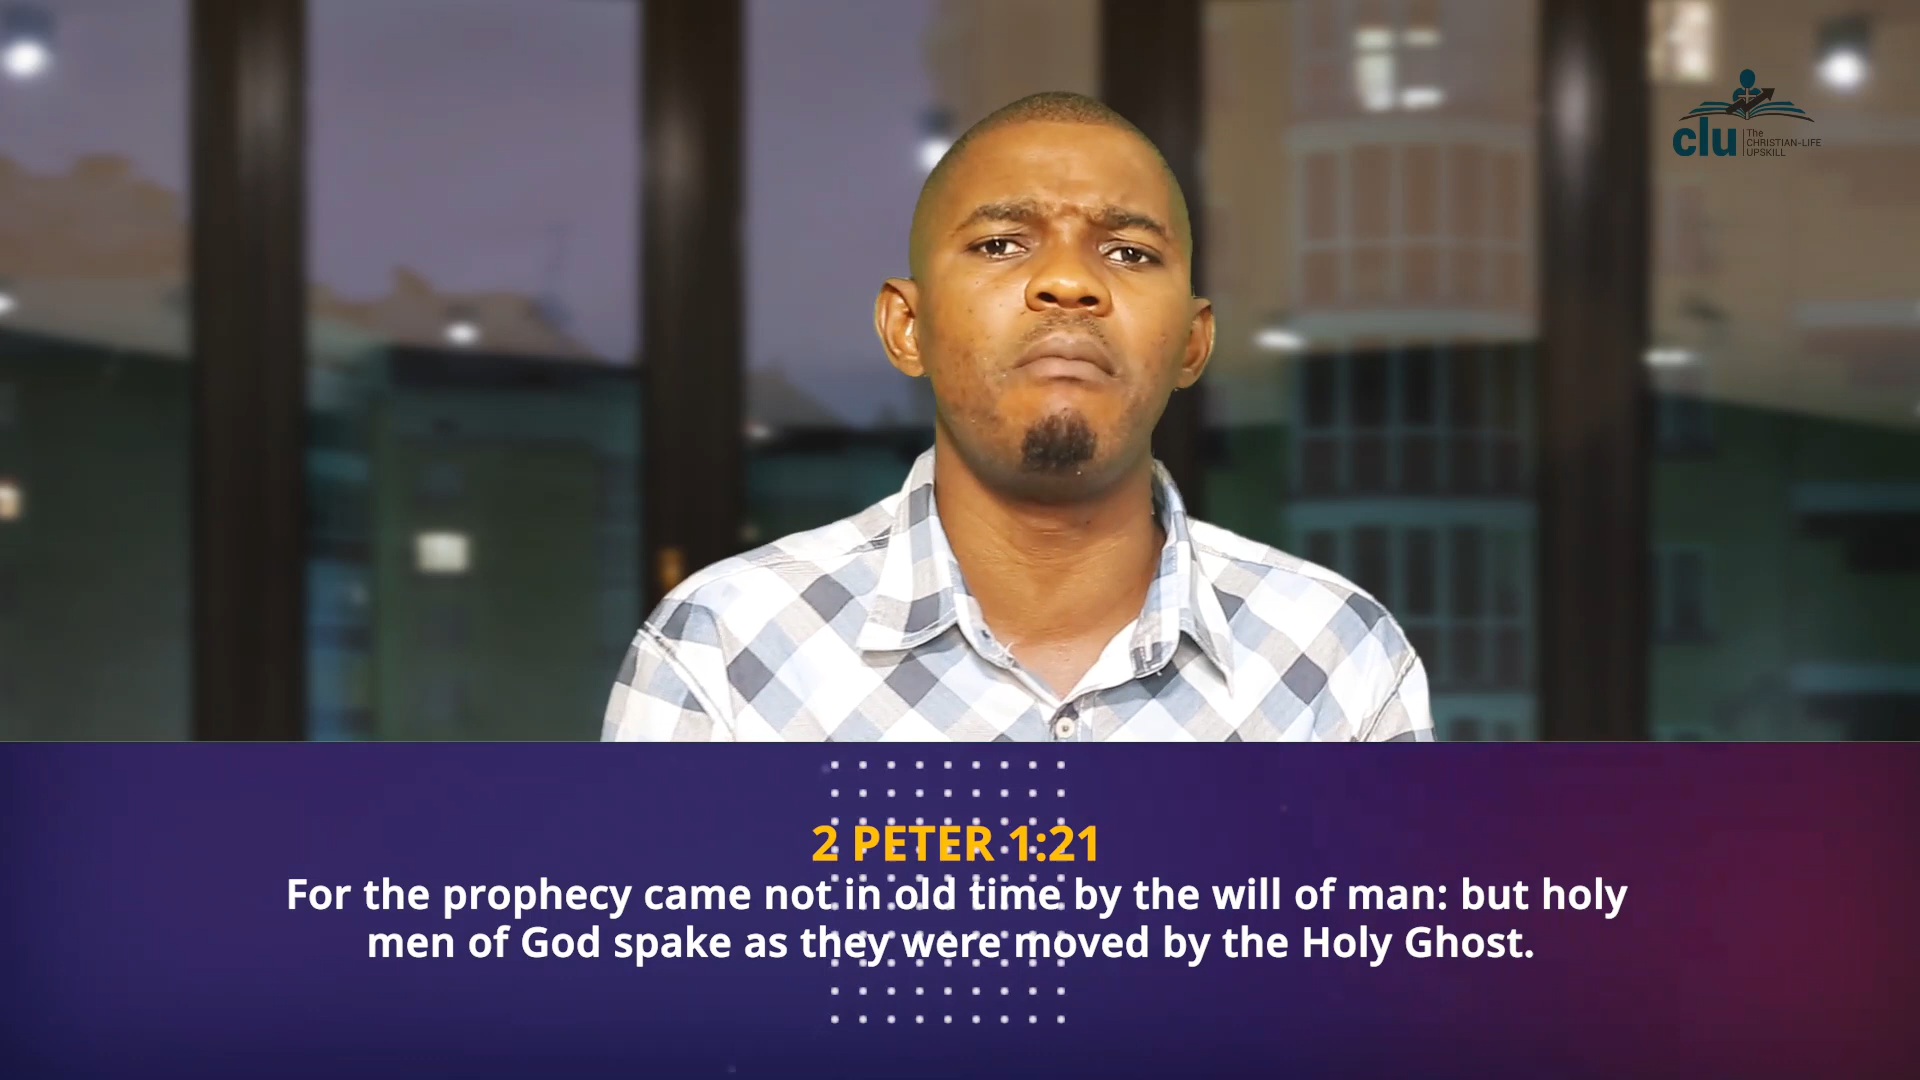 clu
The
CHRISTIAN-LIFE
UPSKILL
2 PETER 1:21
For the prophecy came not in old time by the will of man: but holy
men of God spake as they were moved by the Holy Ghost.